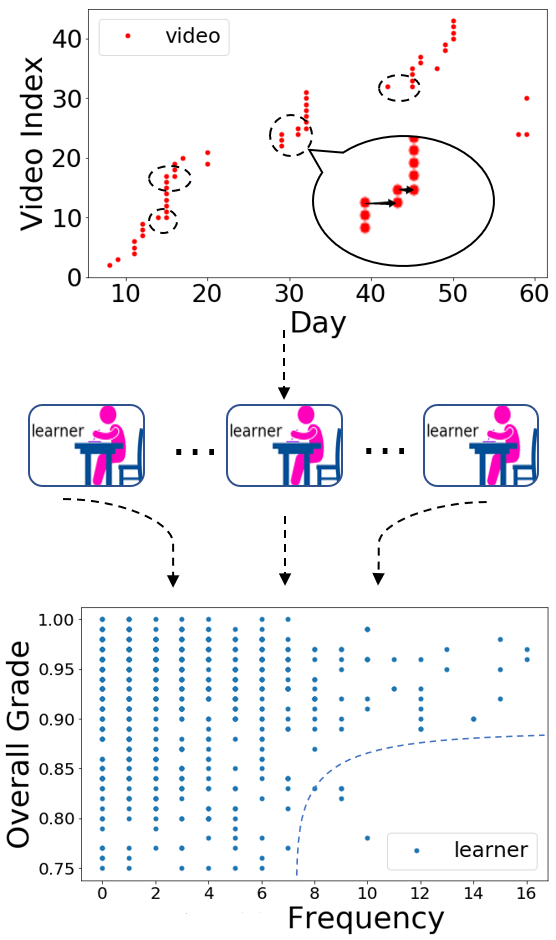 Video Index
40
30
20
10
0
video
10 20 30 40 50 60
Day
learner
learner
learner
...
...
Overall Grade
1.00
0.95
0.90
0.85
0.80
0.75
learner
0 2 4 6 8 10 12 14 16
Frequency